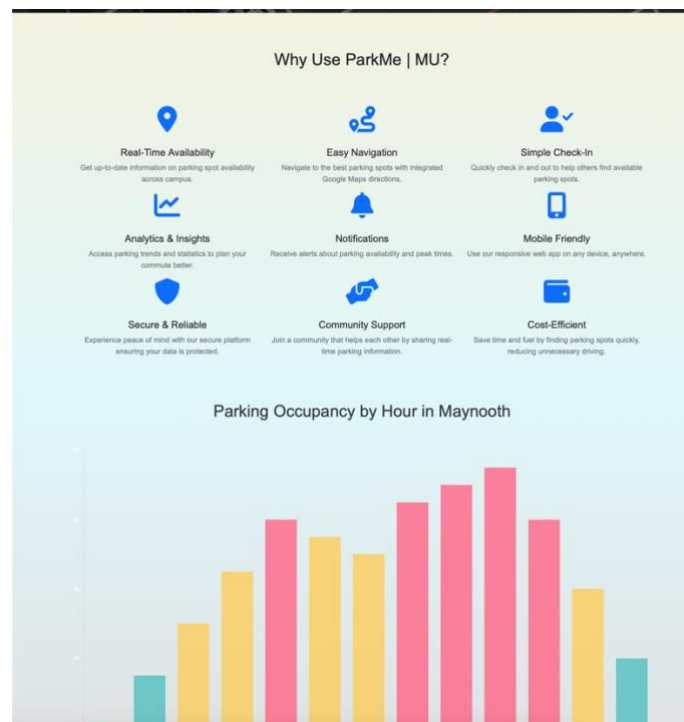 Why Use ParkMe | MU?
Real-Time Availability
Get up-to-date information on parking spot availability
across campus.
Easy Navigation
Navigate to the best parking spots with integrated
Google Maps directions.
Simple Check-In
Quickly check in and out to help others find available
parking spots.
Analytics & Insights
Access parking trends and statistics to plan your
commute better.
Notifications
Receive alerts about parking availability and peak times.
Mobile Friendly
Use our responsive web app on any device, anywhere.
Secure & Reliable
Experience peace of mind with our secure platform
ensuring your data is protected.
Community Support
Join a community that helps each other by sharing real-
time parking information.
Cost-Efficient
Save time and fuel by finding parking spots quickly,
reducing unnecessary driving.
Parking Occupancy by Hour in Maynooth